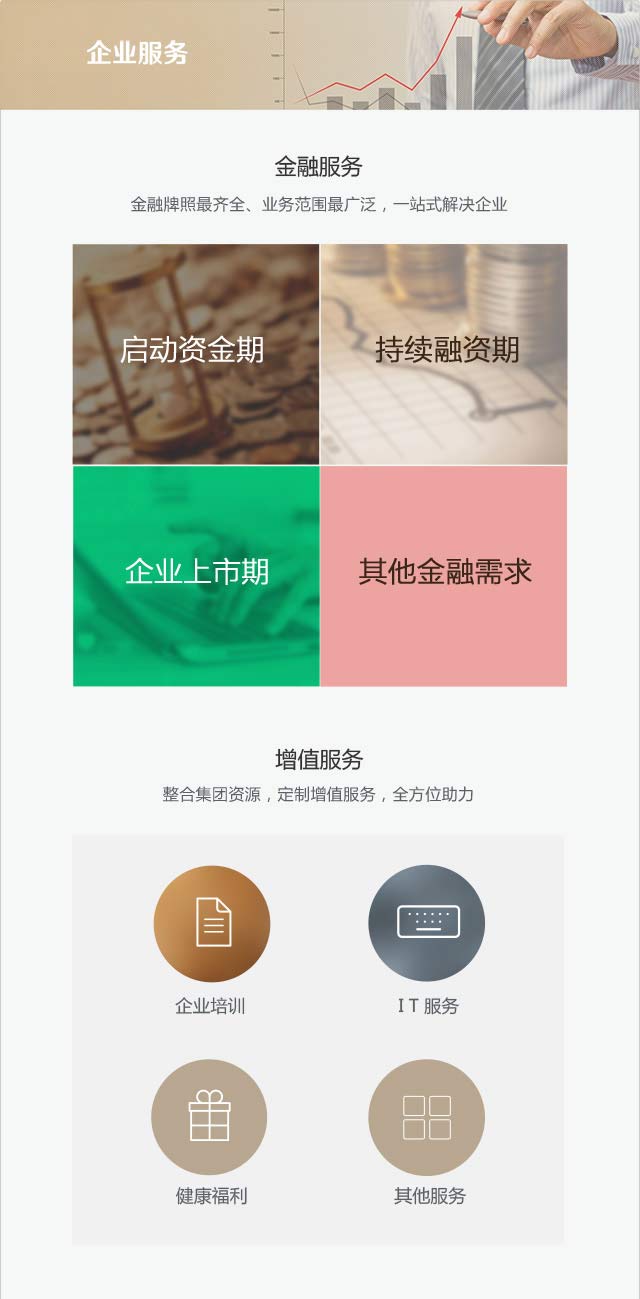 企业服务
金融服务
金融牌照最齐全、业务范围最广泛，一站式解决企业
启动资金期
持续融资期
企业上市期
其他金融需求
增值服务
整合集团资源，定制增值服务，全方位助力
企业培训
IT 服务
健康福利
其他服务